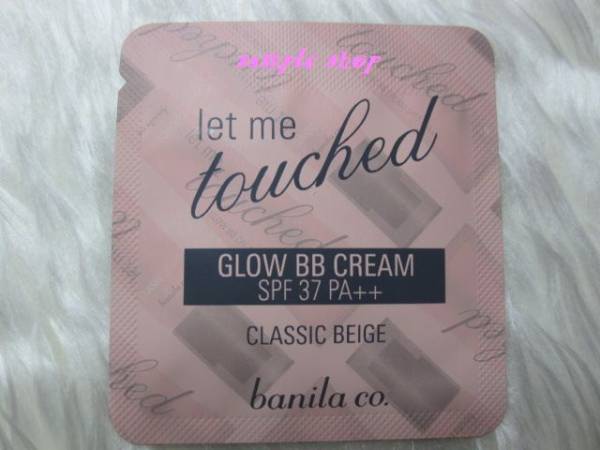 sample shop
let me
touched
GLOW BB CREAM
SPF 37 PA++
CLASSIC BEIGE
banila co.